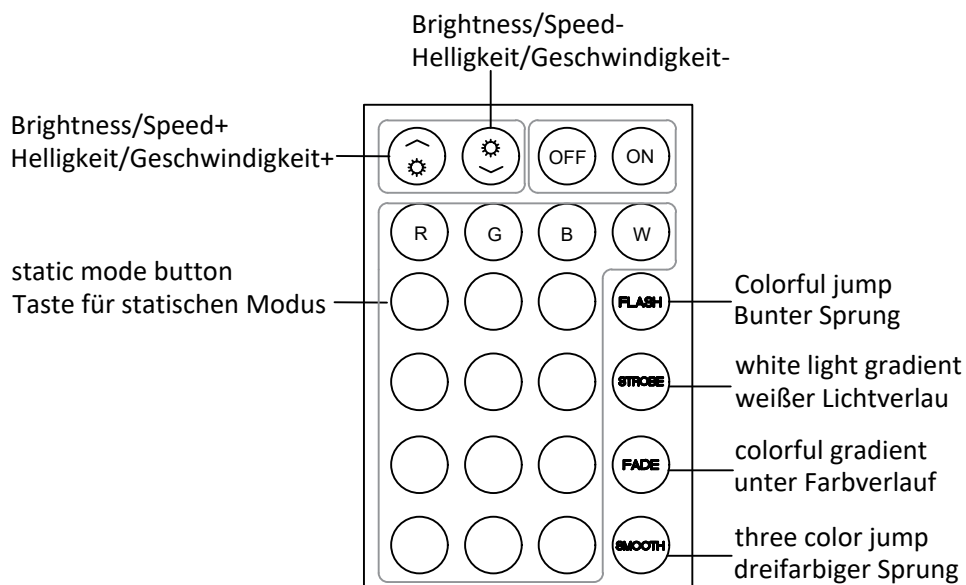 Brightness/Speed-
Helligkeit/Geschwindigkeit-
Brightness/Speed+
Helligkeit/Geschwindigkeit+
OFF ON
R G B W
static mode button
Taste für statischen Modus
FLASH
Colorful jump
Bunter Sprung
STROBE
white light gradient
weißer Lichtverlau
FADE
colorful gradient
unter Farbverlauf
SMOOTH
three color jump
dreifarbiger Sprung